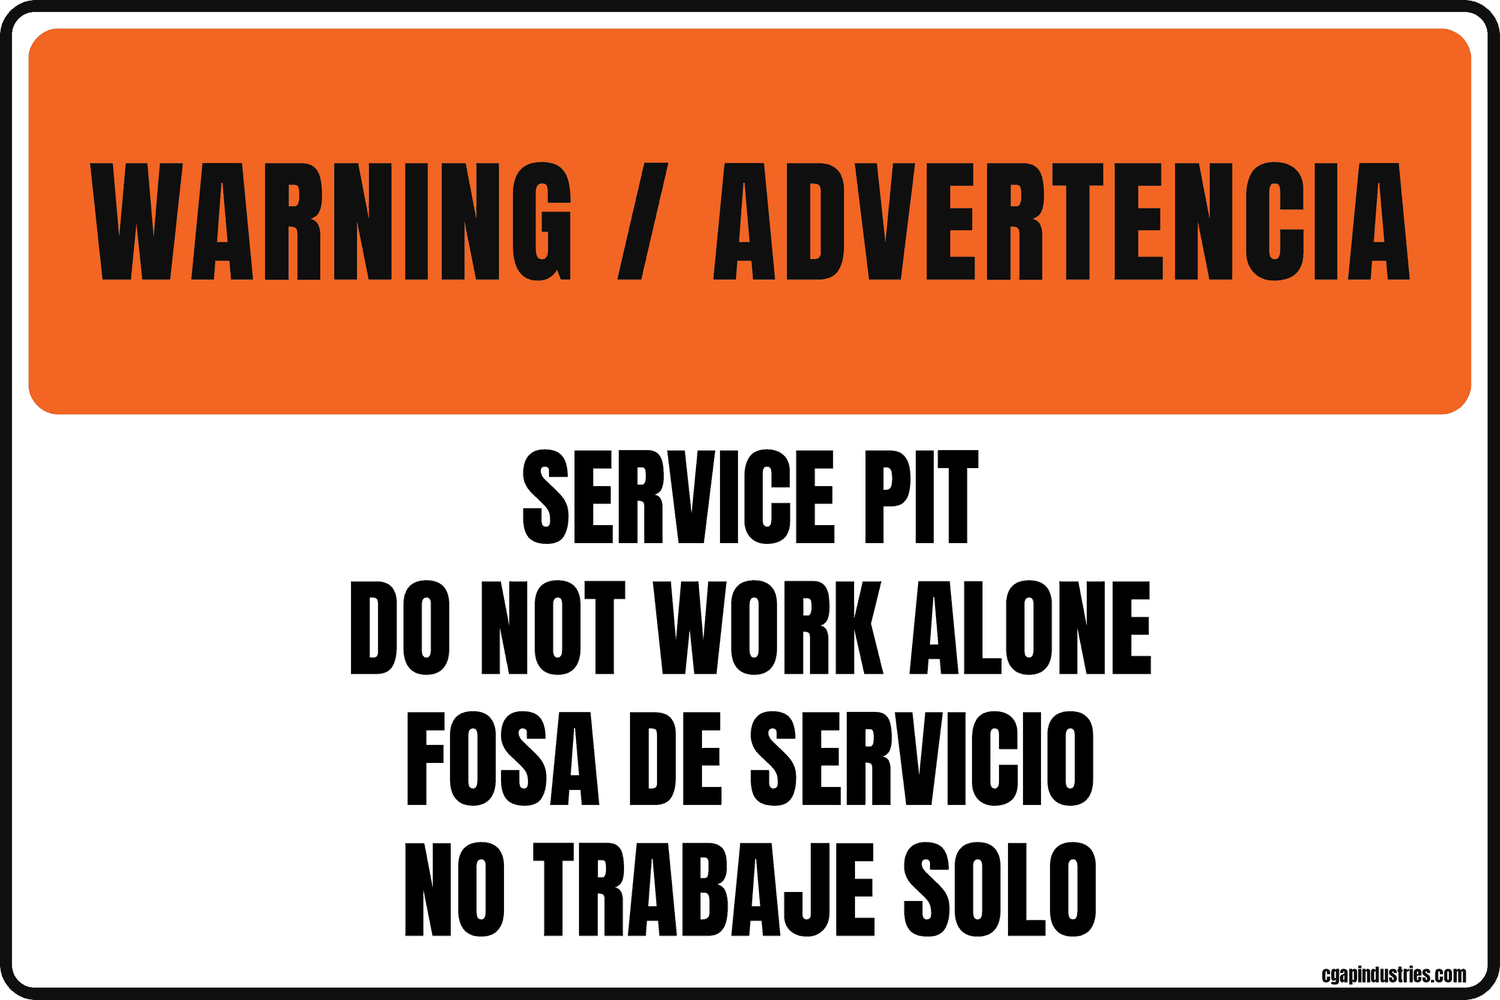 WARNING / ADVERTENCIA
SERVICE PIT
DO NOT WORK ALONE
FOSA DE SERVICIO
NO TRABAJE SOLO
cgapindustries.com